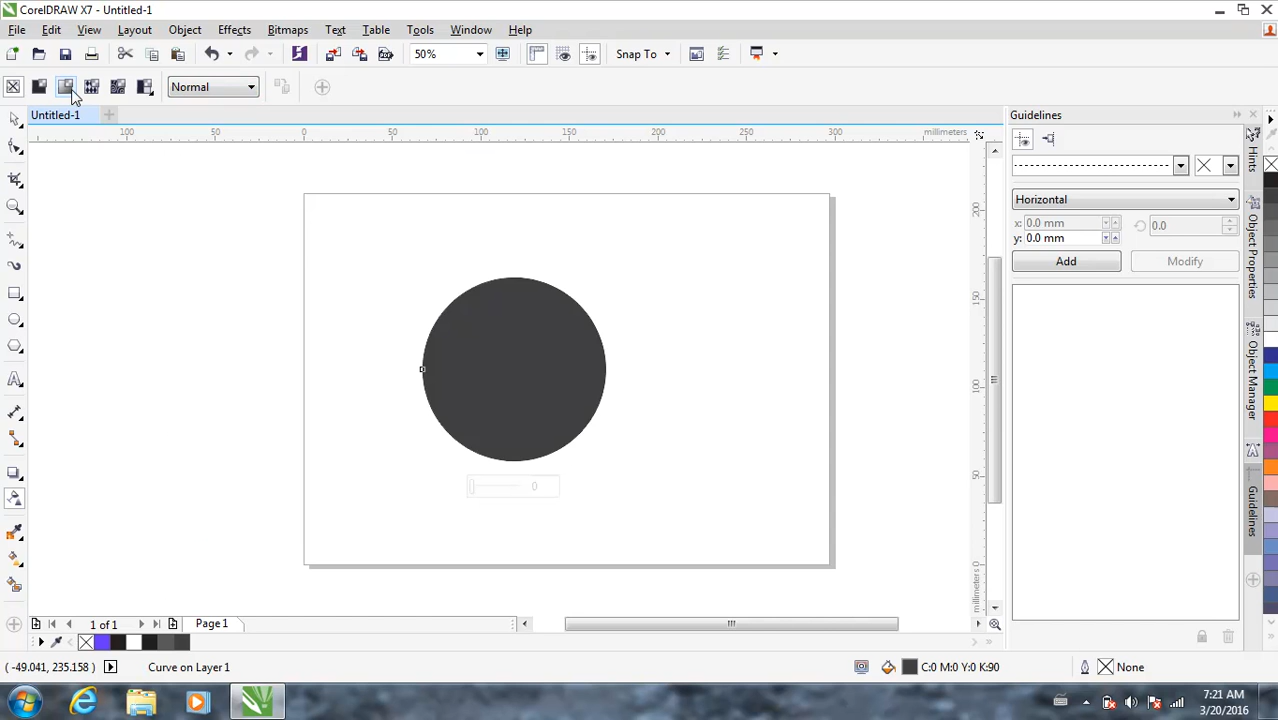 CorelDRAW X7 - Untitled-1
File Edit View Layout Object Effects Bitmaps Text Table Tools Window Help
50% Snap To
Normal
Untitled-1
Guidelines
100 50 0 50 100 150 200 250 300 millimeters
Horizontal
x: 0.0 mm 0.0
y: 0.0 mm
Add Modify
200
150
100
50
0
millimeters
0
Hints
Object Properties
Object Manager
Guidelines
1 of 1 Page 1
( -49.041, 235.158 ) Curve on Layer 1 C:0 M:0 Y:0 K:90 None
7:21 AM
3/20/2016